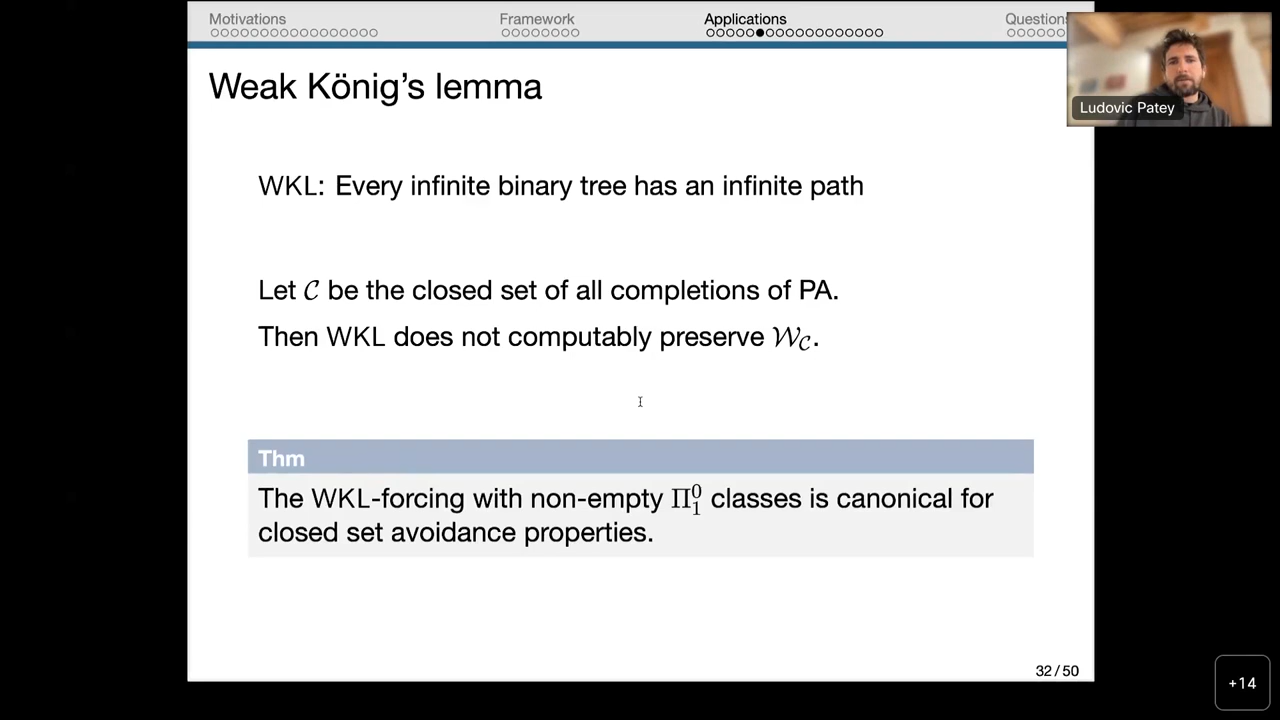 Motivations Framework Applications Question
Ludovic Patey
Weak König's lemma
WKL: Every infinite binary tree has an infinite path
Let 𝒞 be the closed set of all completions of PA.
Then WKL does not computably preserve 𝒲_𝒞.
Thm
The WKL-forcing with non-empty Π⁰₁ classes is canonical for
closed set avoidance properties.
32 / 50
+14